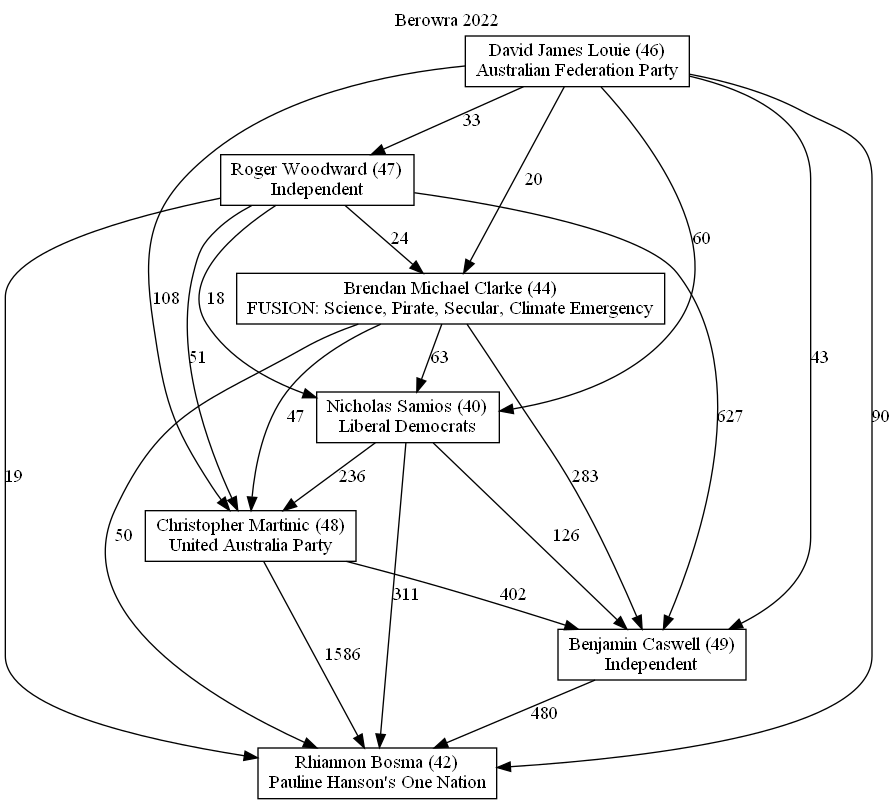 Berowra 2022
David James Louie (46)
Australian Federation Party
33
Roger Woodward (47)
Independent
20
24
60
Brendan Michael Clarke (44)
FUSION: Science, Pirate, Secular, Climate Emergency
108
18
51
63
43
Nicholas Samios (40)
Liberal Democrats
47
627
90
19
236
283
Christopher Martinic (48)
United Australia Party
50
126
311
402
Benjamin Caswell (49)
Independent
1586
480
Rhiannon Bosma (42)
Pauline Hanson's One Nation